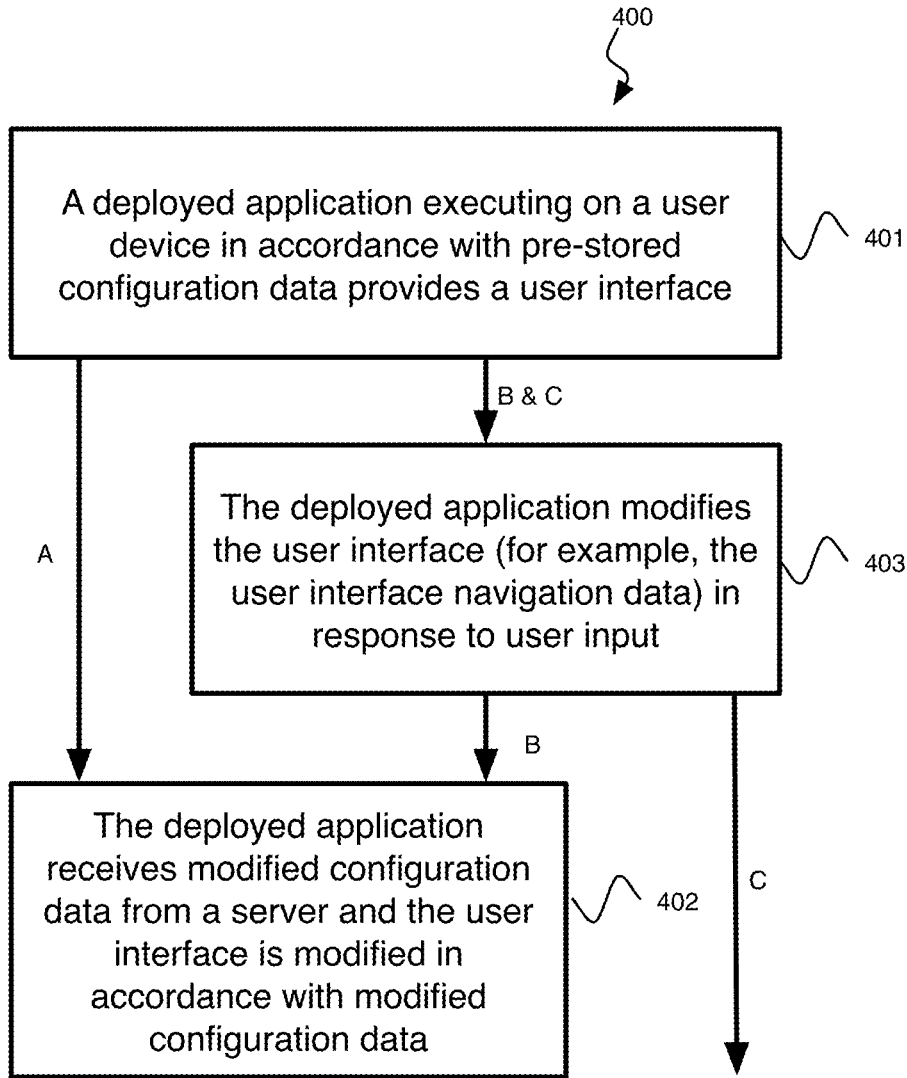 400
A deployed application executing on a user
device in accordance with pre-stored
configuration data provides a user interface
401
B & C
The deployed application modifies
the user interface (for example, the
user interface navigation data) in
response to user input
403
A
B
The deployed application
receives modified configuration
data from a server and the user
interface is modified in
accordance with modified
configuration data
402
C